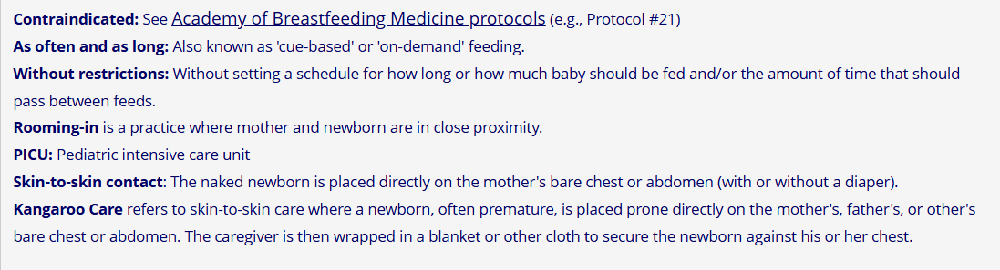 Contraindicated: See Academy of Breastfeeding Medicine protocols (e.g., Protocol #21)
As often and as long: Also known as 'cue-based' or 'on-demand' feeding.
Without restrictions: Without setting a schedule for how long or how much baby should be fed and/or the amount of time that should
pass between feeds.
Rooming-in is a practice where mother and newborn are in close proximity.
PICU: Pediatric intensive care unit
Skin-to-skin contact: The naked newborn is placed directly on the mother's bare chest or abdomen (with or without a diaper).
Kangaroo Care refers to skin-to-skin care where a newborn, often premature, is placed prone directly on the mother's, father's, or other's
bare chest or abdomen. The caregiver is then wrapped in a blanket or other cloth to secure the newborn against his or her chest.